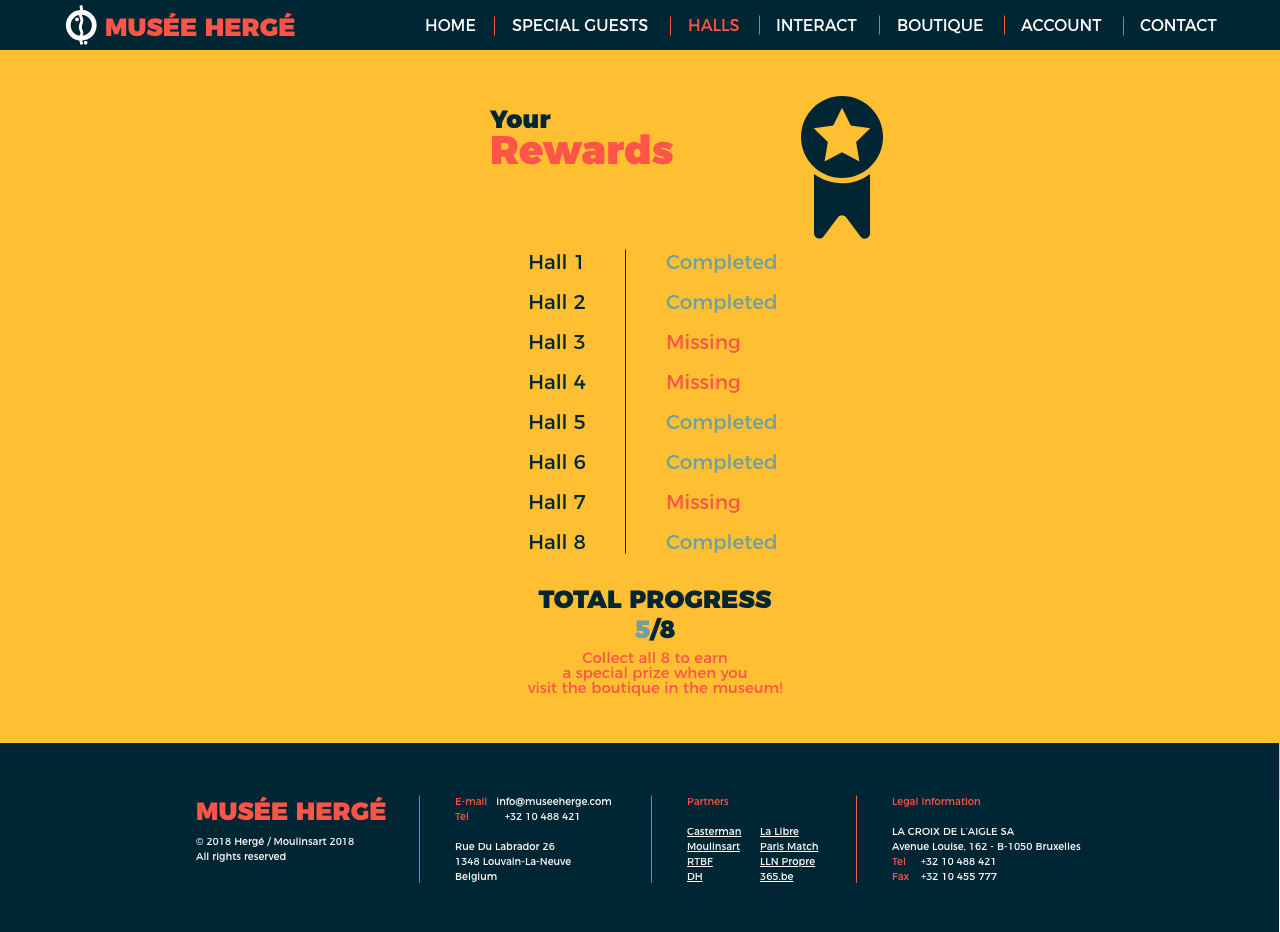 MUSÉE HERGÉ
HOME
SPECIAL GUESTS
HALLS
INTERACT
BOUTIQUE
ACCOUNT
CONTACT
Your
Rewards
Hall 1 Completed
Hall 2 Completed
Hall 3 Missing
Hall 4 Missing
Hall 5 Completed
Hall 6 Completed
Hall 7 Missing
Hall 8 Completed
TOTAL PROGRESS
5/8
Collect all 8 to earn
a special prize when you
visit the boutique in the museum!
MUSÉE HERGÉ
© 2018 Hergé / Moulinsart 2018
All rights reserved
E-mail info@museeherge.com
Tel +32 10 488 421
Rue Du Labrador 26
1348 Louvain-La-Neuve
Belgium
Partners
Casterman La Libre
Moulinsart Paris Match
RTBF LLN Propre
DH 365.be
Legal Information
LA CROIX DE L'AIGLE SA
Avenue Louise, 162 - B-1050 Bruxelles
Tel +32 10 488 421
Fax +32 10 455 777